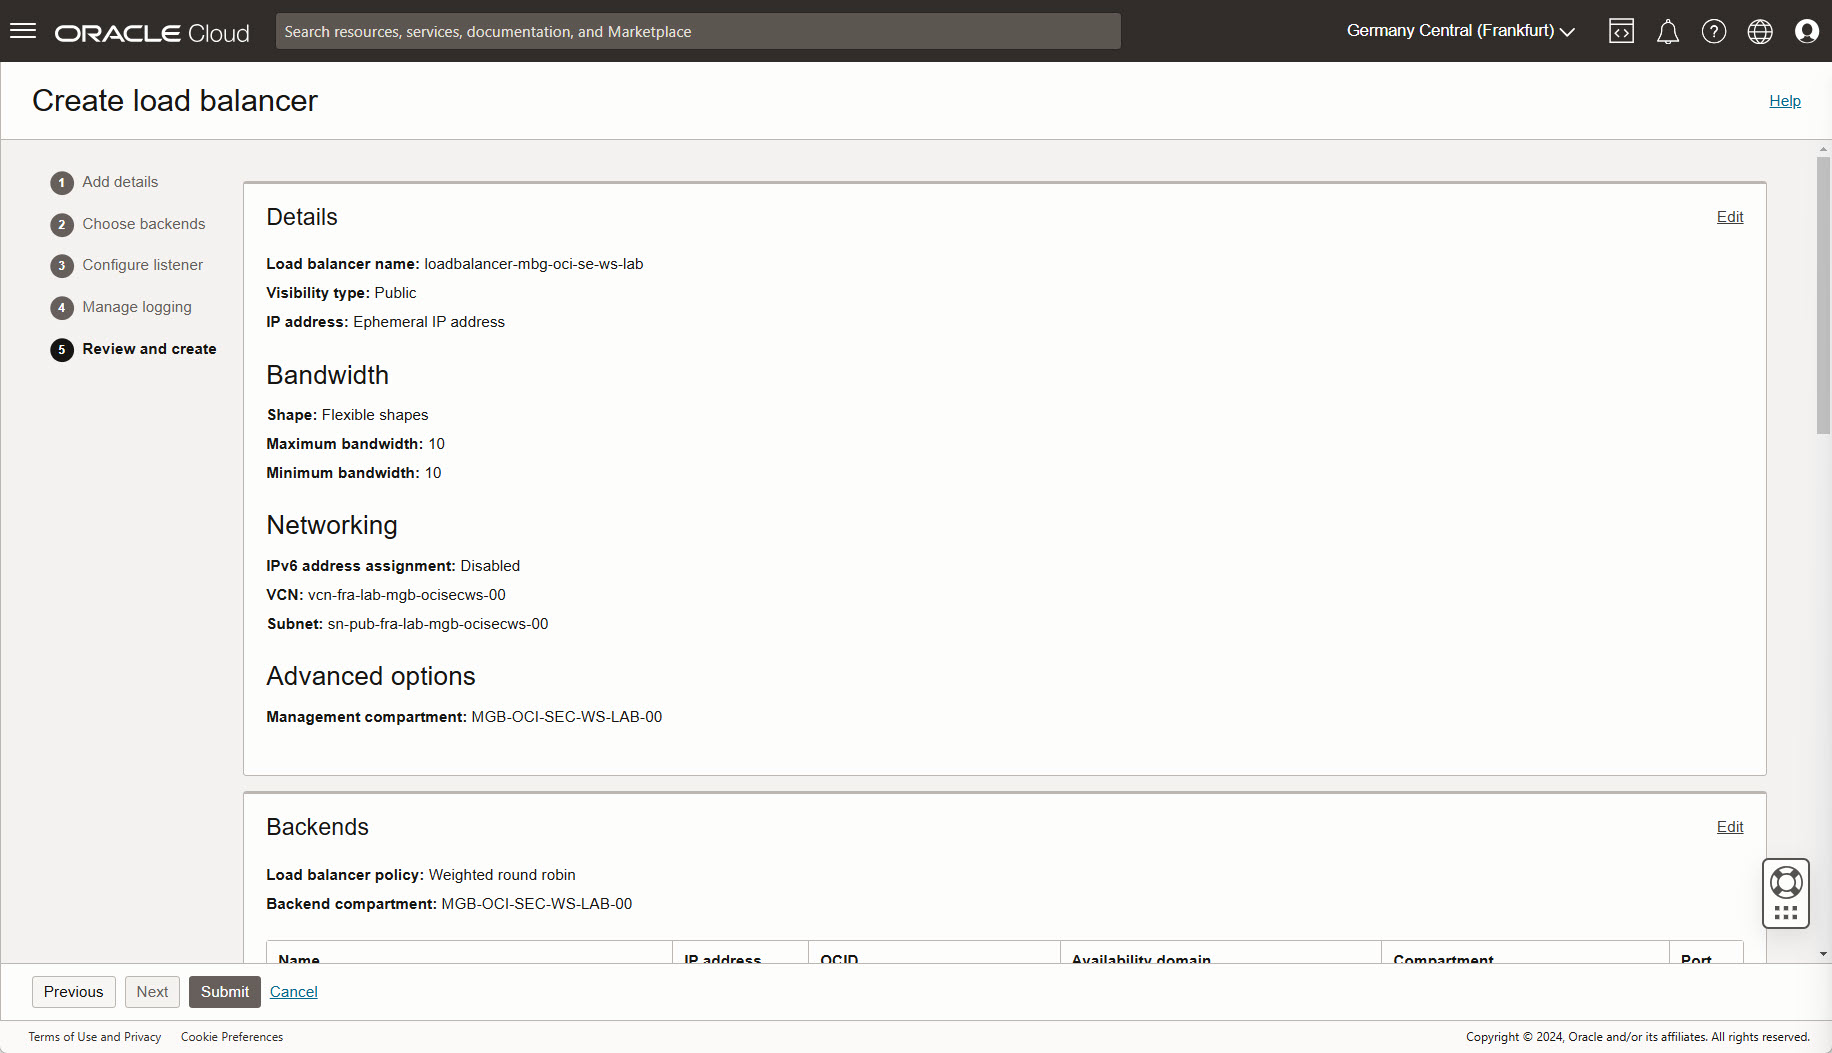 ORACLE Cloud
Search resources, services, documentation, and Marketplace
Germany Central (Frankfurt)
Create load balancer
Help
1 Add details
2 Choose backends
3 Configure listener
4 Manage logging
5 Review and create
Details
Edit
Load balancer name: loadbalancer-mbg-oci-se-ws-lab
Visibility type: Public
IP address: Ephemeral IP address
Bandwidth
Shape: Flexible shapes
Maximum bandwidth: 10
Minimum bandwidth: 10
Networking
IPv6 address assignment: Disabled
VCN: vcn-fra-lab-mgb-ocisecws-00
Subnet: sn-pub-fra-lab-mgb-ocisecws-00
Advanced options
Management compartment: MGB-OCI-SEC-WS-LAB-00
Backends
Edit
Load balancer policy: Weighted round robin
Backend compartment: MGB-OCI-SEC-WS-LAB-00
Name IP address OCID Availability domain Compartment Port
Previous Next Submit Cancel
Terms of Use and Privacy Cookie Preferences
Copyright © 2024, Oracle and/or its affiliates. All rights reserved.